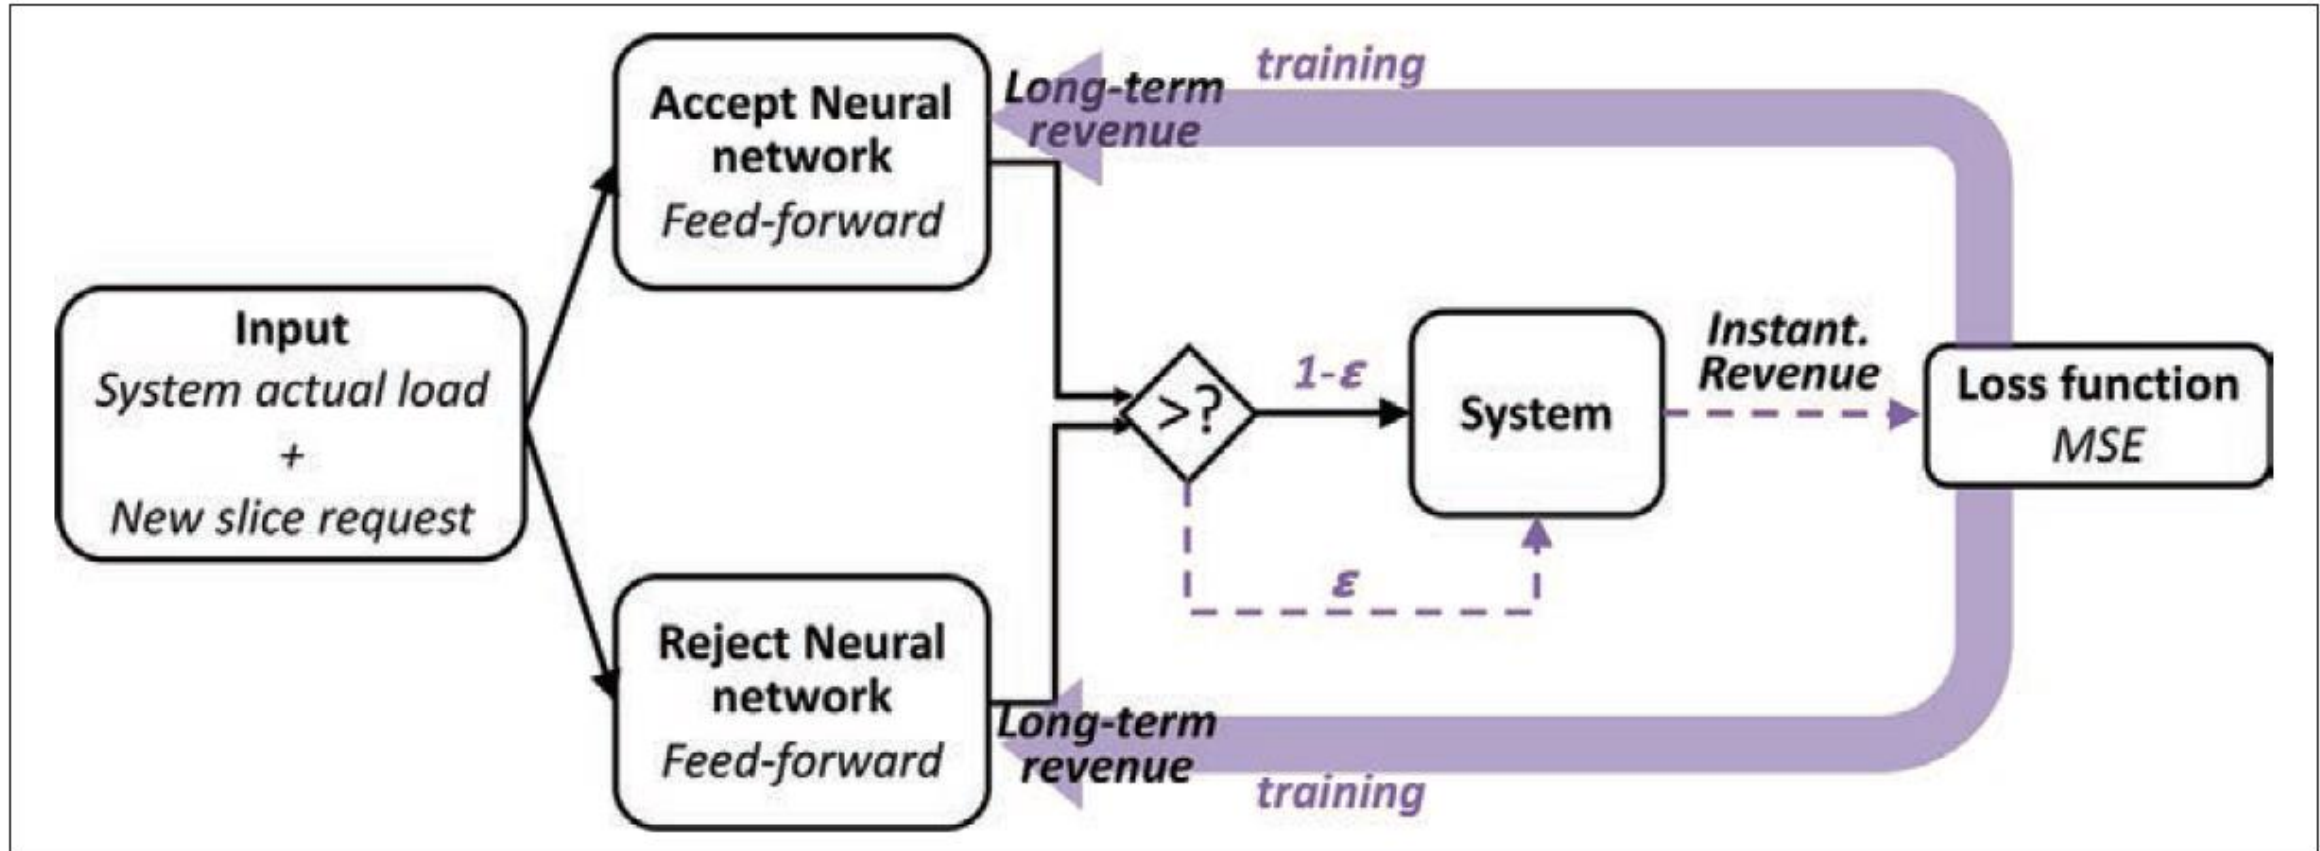 Input
System actual load
+
New slice request
Accept Neural
network
Feed-forward
Reject Neural
network
Feed-forward
Long-term
revenue
training
Long-term
revenue
training
>?
1-ε
ε
System
Instant.
Revenue
Loss function
MSE